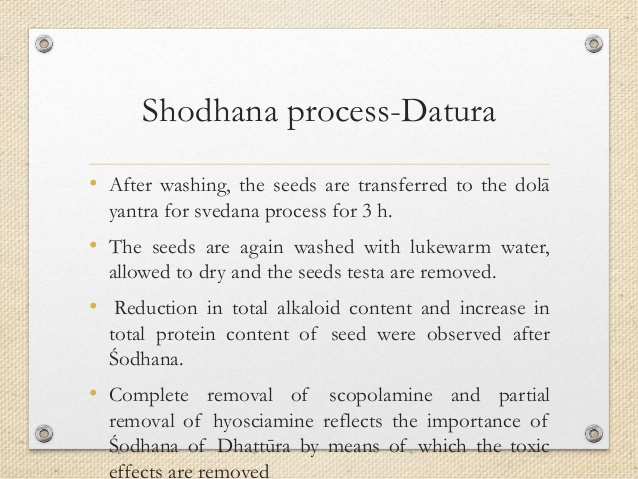 Shodhana process-Datura
• After washing, the seeds are transferred to the dolā
yantra for svedana process for 3 h.
• The seeds are again washed with lukewarm water,
allowed to dry and the seeds testa are removed.
• Reduction in total alkaloid content and increase in
total protein content of seed were observed after
Śodhana.
• Complete removal of scopolamine and partial
removal of hyosciamine reflects the importance of
Śodhana of Dhattūra by means of which the toxic
effects are removed